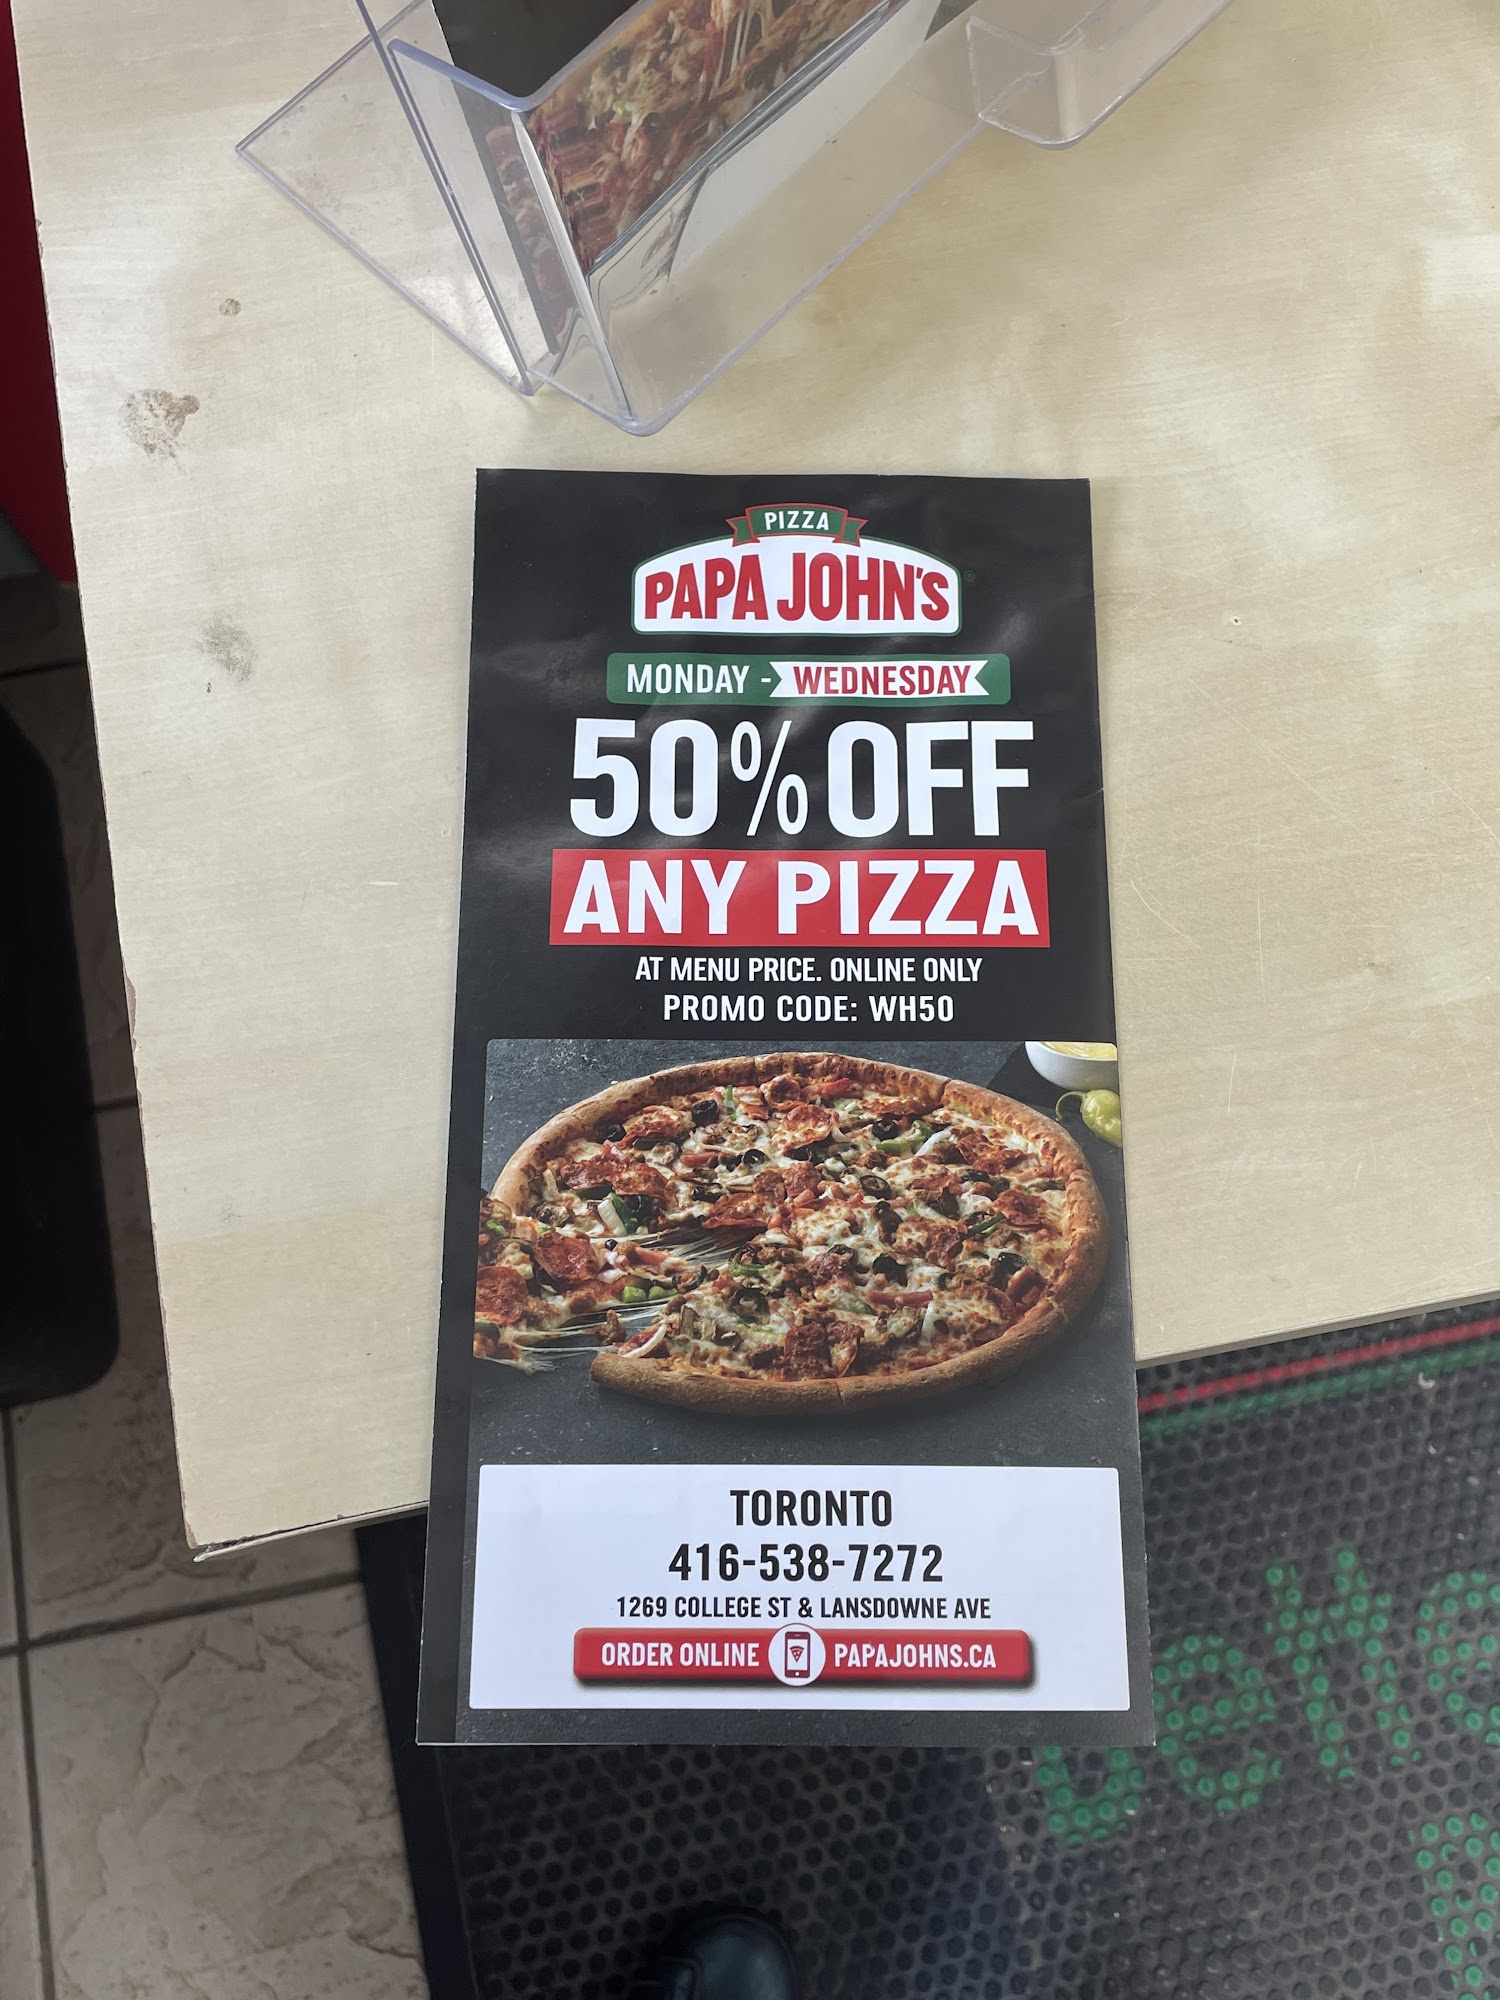 PIZZA
PAPA JOHN'S
MONDAY - WEDNESDAY
50% OFF
ANY PIZZA
AT MENU PRICE. ONLINE ONLY
PROMO CODE: WH50
TORONTO
416-538-7272
1269 COLLEGE ST & LANSDOWNE AVE
ORDER ONLINE PAPAJOHNS.CA